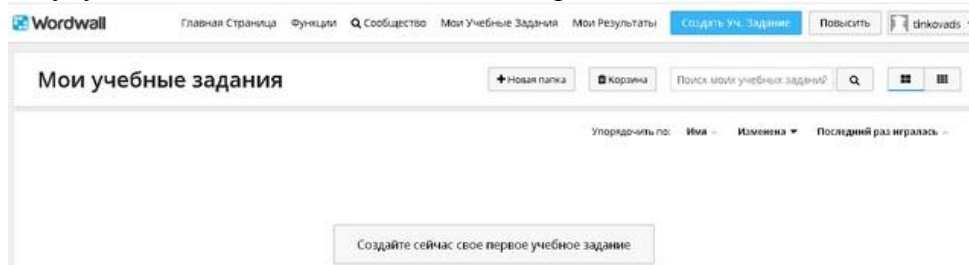 Wordwall Главная Страница Функции Сообщество Мои Учебные Задания Мои Результаты Создать Уч. Задание Повысить tinkovads
Мои учебные задания +Новая папка Корзина Поиск моих учебных заданий
Упорядочить по: Имя Изменена Последний раз игралась
Создайте сейчас свое первое учебное задание